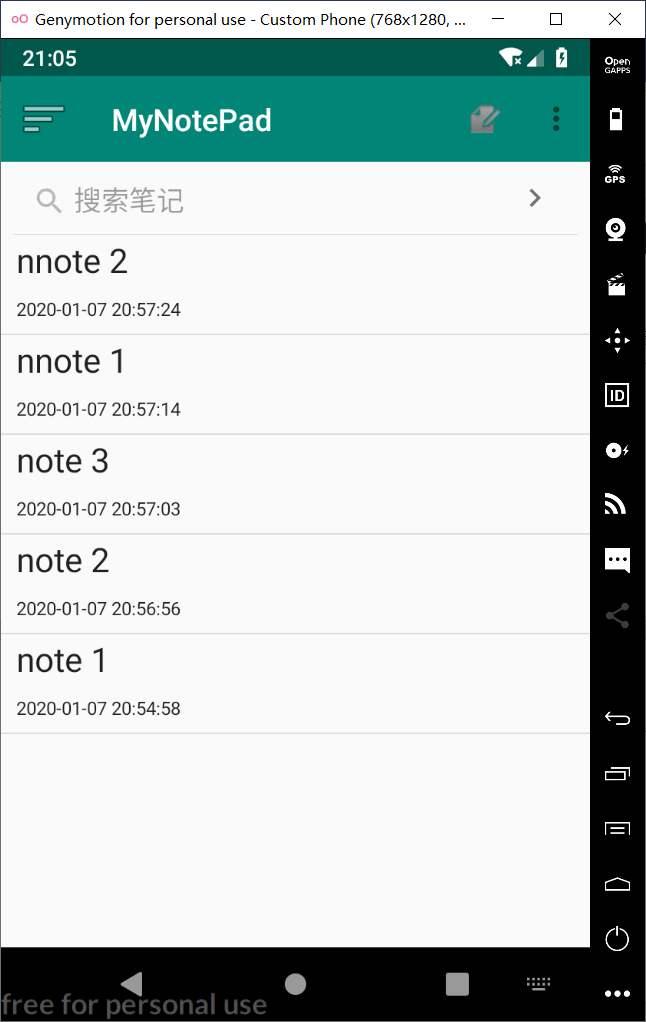 Genymotion for personal use - Custom Phone (768x1280, ...
21:05
Open
GAPPS
MyNotePad
GPS
搜索笔记
nnote 2
2020-01-07 20:57:24
nnote 1
2020-01-07 20:57:14
ID
note 3
2020-01-07 20:57:03
note 2
2020-01-07 20:56:56
note 1
2020-01-07 20:54:58
free for personal use